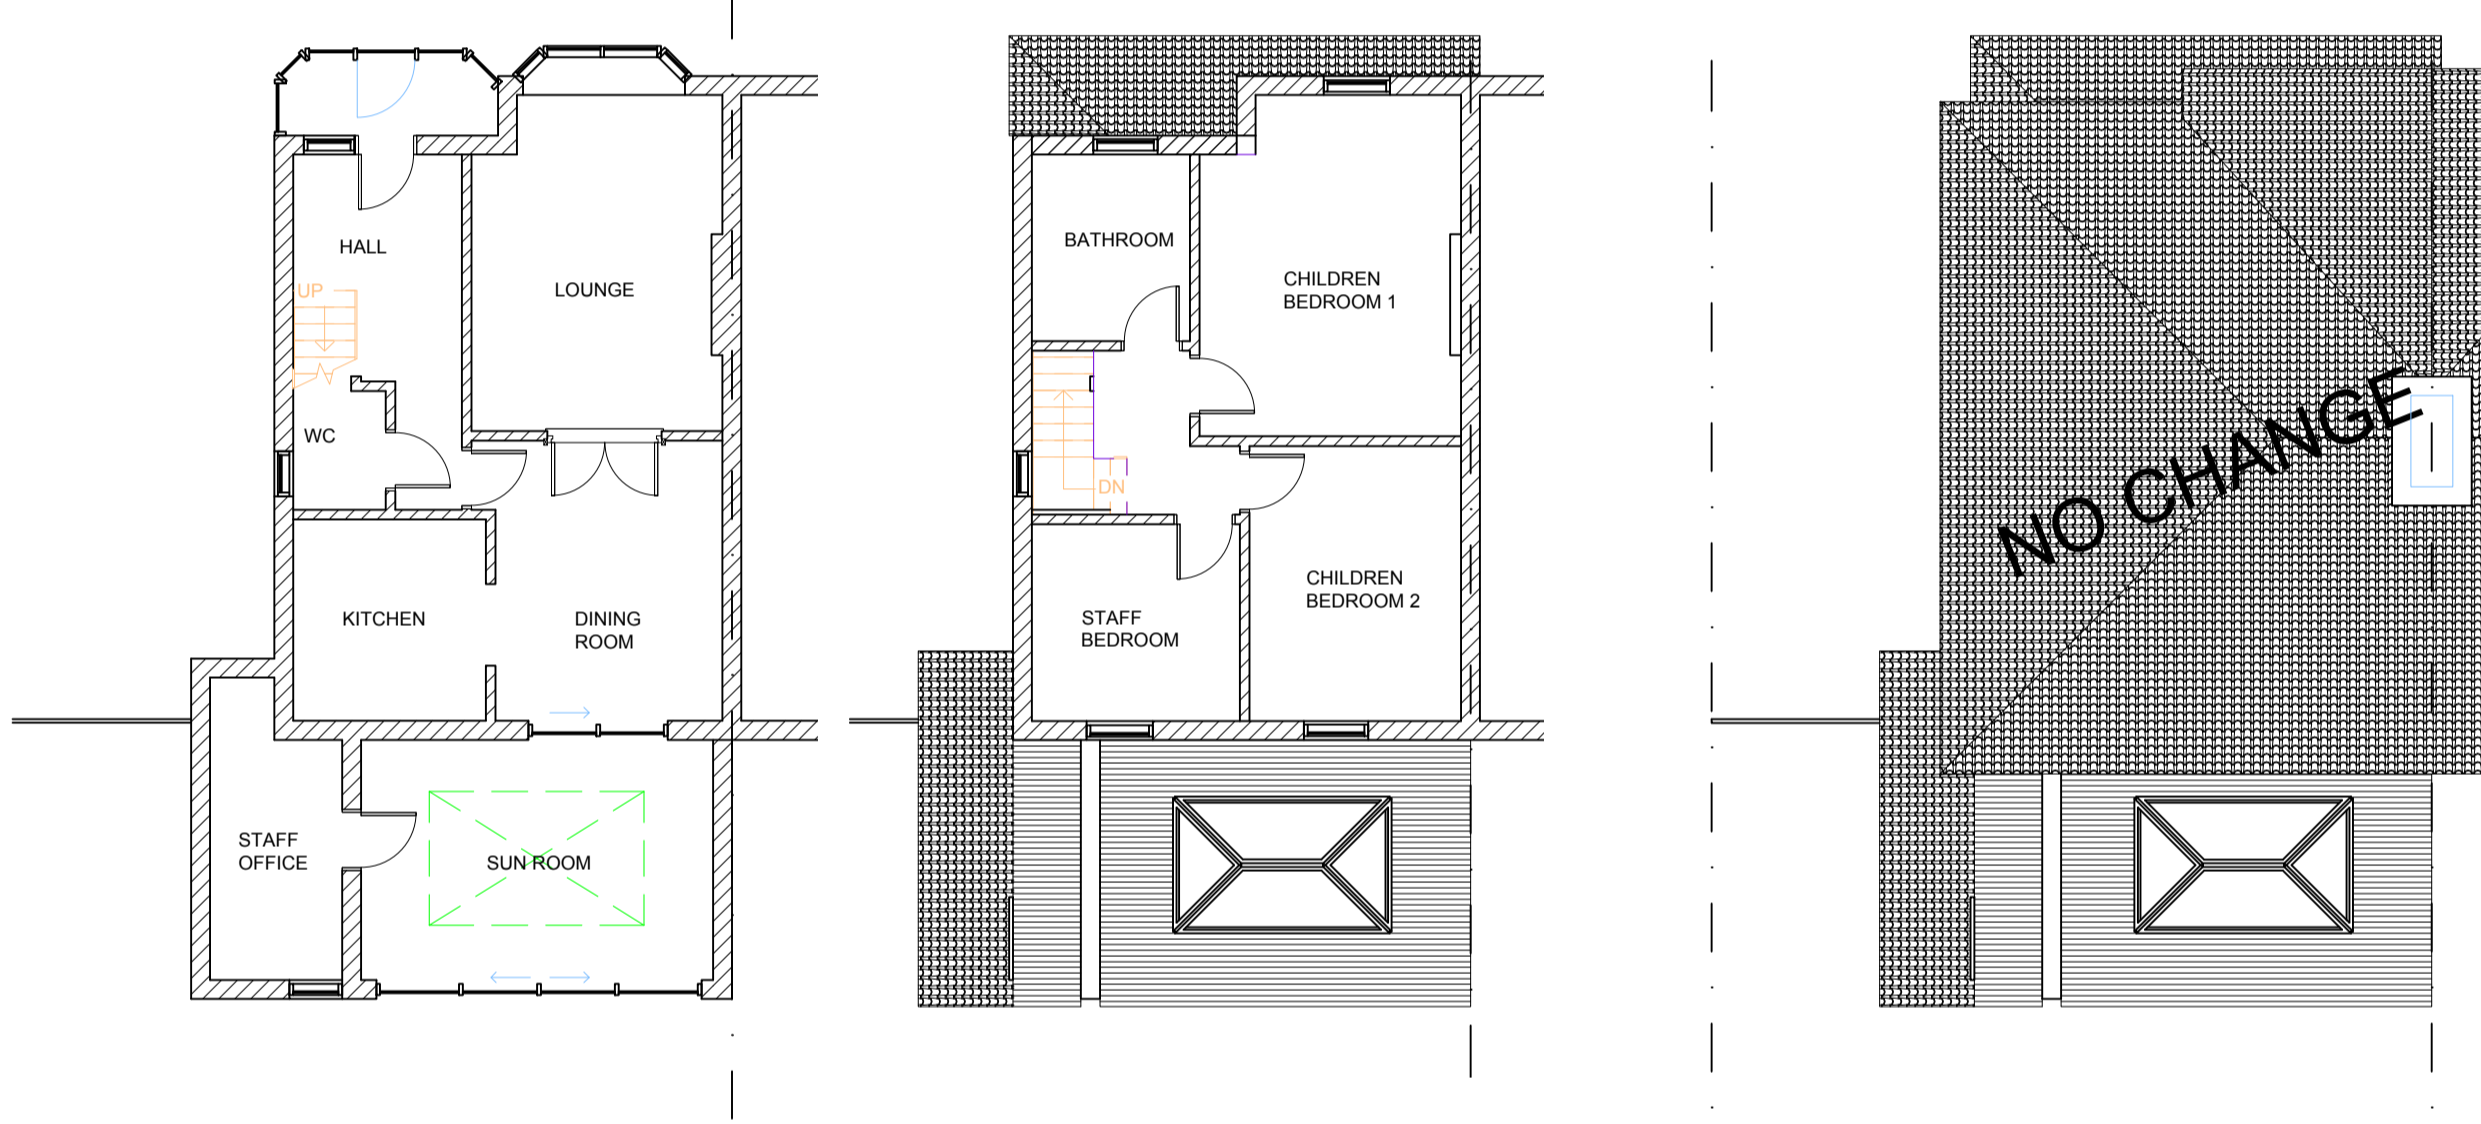 HALL
UP
LOUNGE
WC
KITCHEN
DINING
ROOM
STAFF
OFFICE
SUN ROOM
BATHROOM
CHILDREN
BEDROOM 1
DN
CHILDREN
BEDROOM 2
STAFF
BEDROOM
NO CHANGE